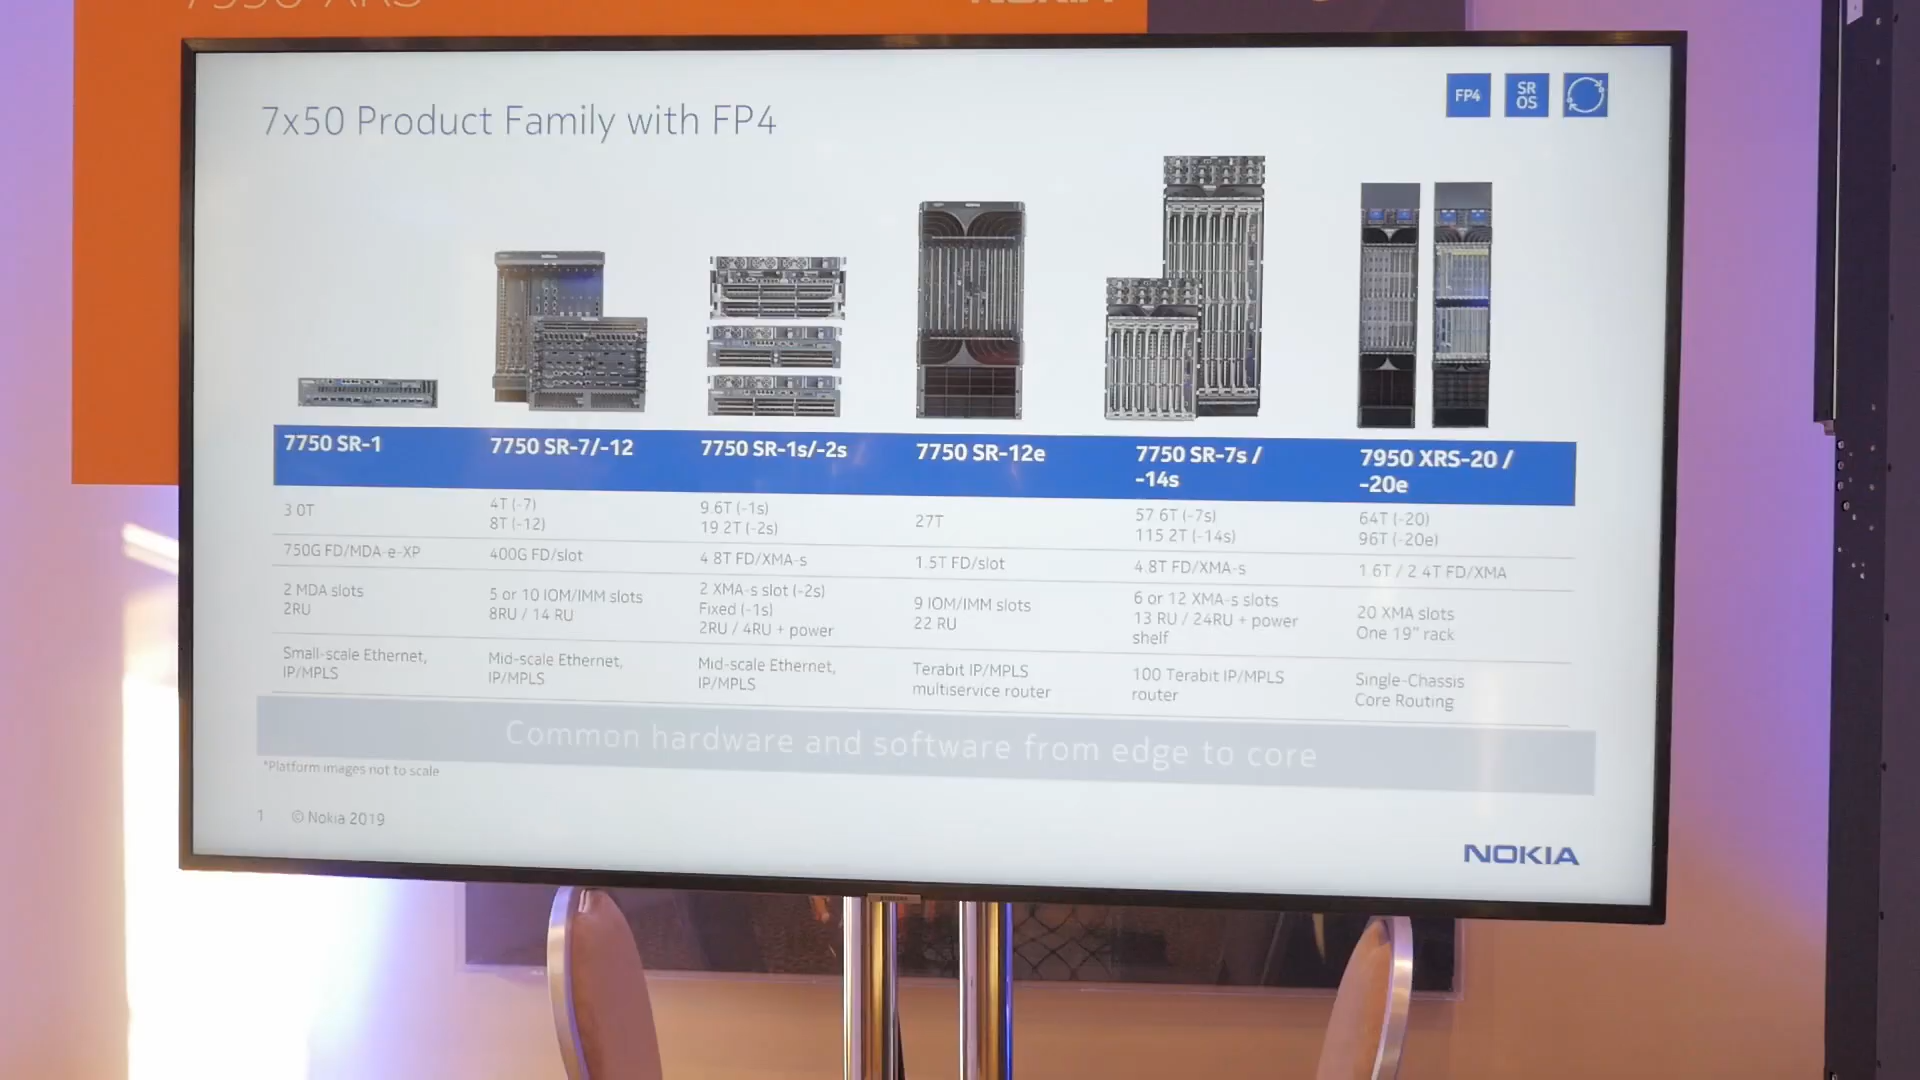 7950 XRS
NOKIA
FP4
SR
OS
7x50 Product Family with FP4
7750 SR-1
7750 SR-7/-12
7750 SR-1s/-2s
7750 SR-12e
7750 SR-7s /
-14s
7950 XRS-20 /
-20e
3.0T
4T (-7)
8T (-12)
9.6T (-1s)
19.2T (-2s)
27T
57.6T (-7s)
115.2T (-14s)
64T (-20)
96T (-20e)
750G FD/MDA-e-XP
400G FD/slot
4.8T FD/XMA-s
1.5T FD/slot
4.8T FD/XMA-s
1.6T / 2.4T FD/XMA
2 MDA slots
2RU
5 or 10 IOM/IMM slots
8RU / 14 RU
2 XMA-s slot (-2s)
Fixed (-1s)
2RU / 4RU + power
9 IOM/IMM slots
22 RU
6 or 12 XMA-s slots
13 RU / 24RU + power
shelf
20 XMA slots
One 19" rack
Small-scale Ethernet,
IP/MPLS
Mid-scale Ethernet,
IP/MPLS
Mid-scale Ethernet,
IP/MPLS
Terabit IP/MPLS
multiservice router
100 Terabit IP/MPLS
router
Single-Chassis
Core Routing
Common hardware and software from edge to core
*Platform images not to scale
1 © Nokia 2019
NOKIA